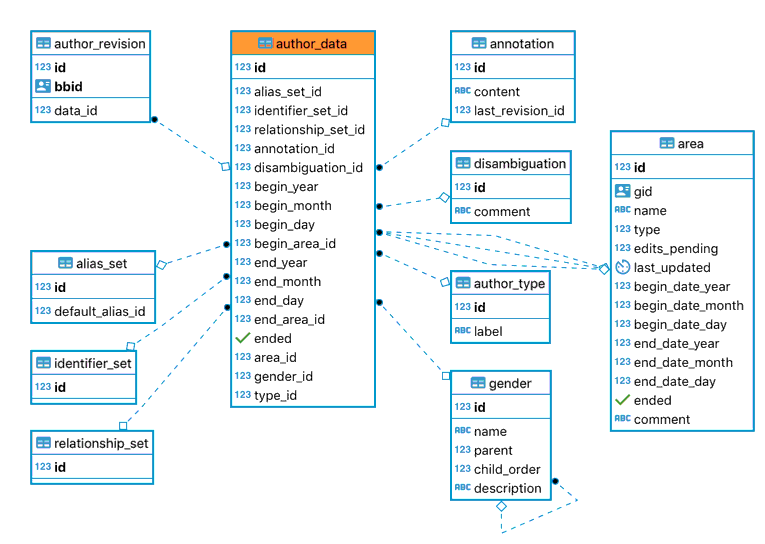 author_revision
123 id
bbid
123 data_id
author_data
123 id
123 alias_set_id
123 identifier_set_id
123 relationship_set_id
123 annotation_id
123 disambiguation_id
123 begin_year
123 begin_month
123 begin_day
123 begin_area_id
123 end_year
123 end_month
123 end_day
123 end_area_id
ended
123 area_id
123 gender_id
123 type_id
annotation
123 id
ABC content
123 last_revision_id
disambiguation
123 id
ABC comment
area
123 id
gid
ABC name
123 type
123 edits_pending
last_updated
123 begin_date_year
123 begin_date_month
123 begin_date_day
123 end_date_year
123 end_date_month
123 end_date_day
ended
ABC comment
alias_set
123 id
123 default_alias_id
author_type
123 id
ABC label
identifier_set
123 id
gender
123 id
ABC name
123 parent
123 child_order
ABC description
relationship_set
123 id